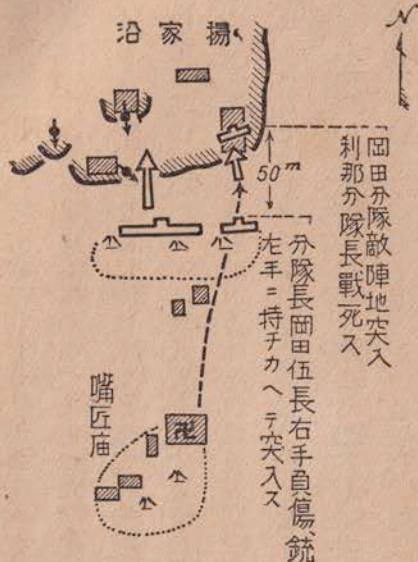 揚家沿
N
岡田分隊敵陣地突入
刹那分隊長戰死ス
50m
分隊長岡田伍長右手負傷、銃
左手ニ持チカヘテ突入ス
嘴匠庙
卍